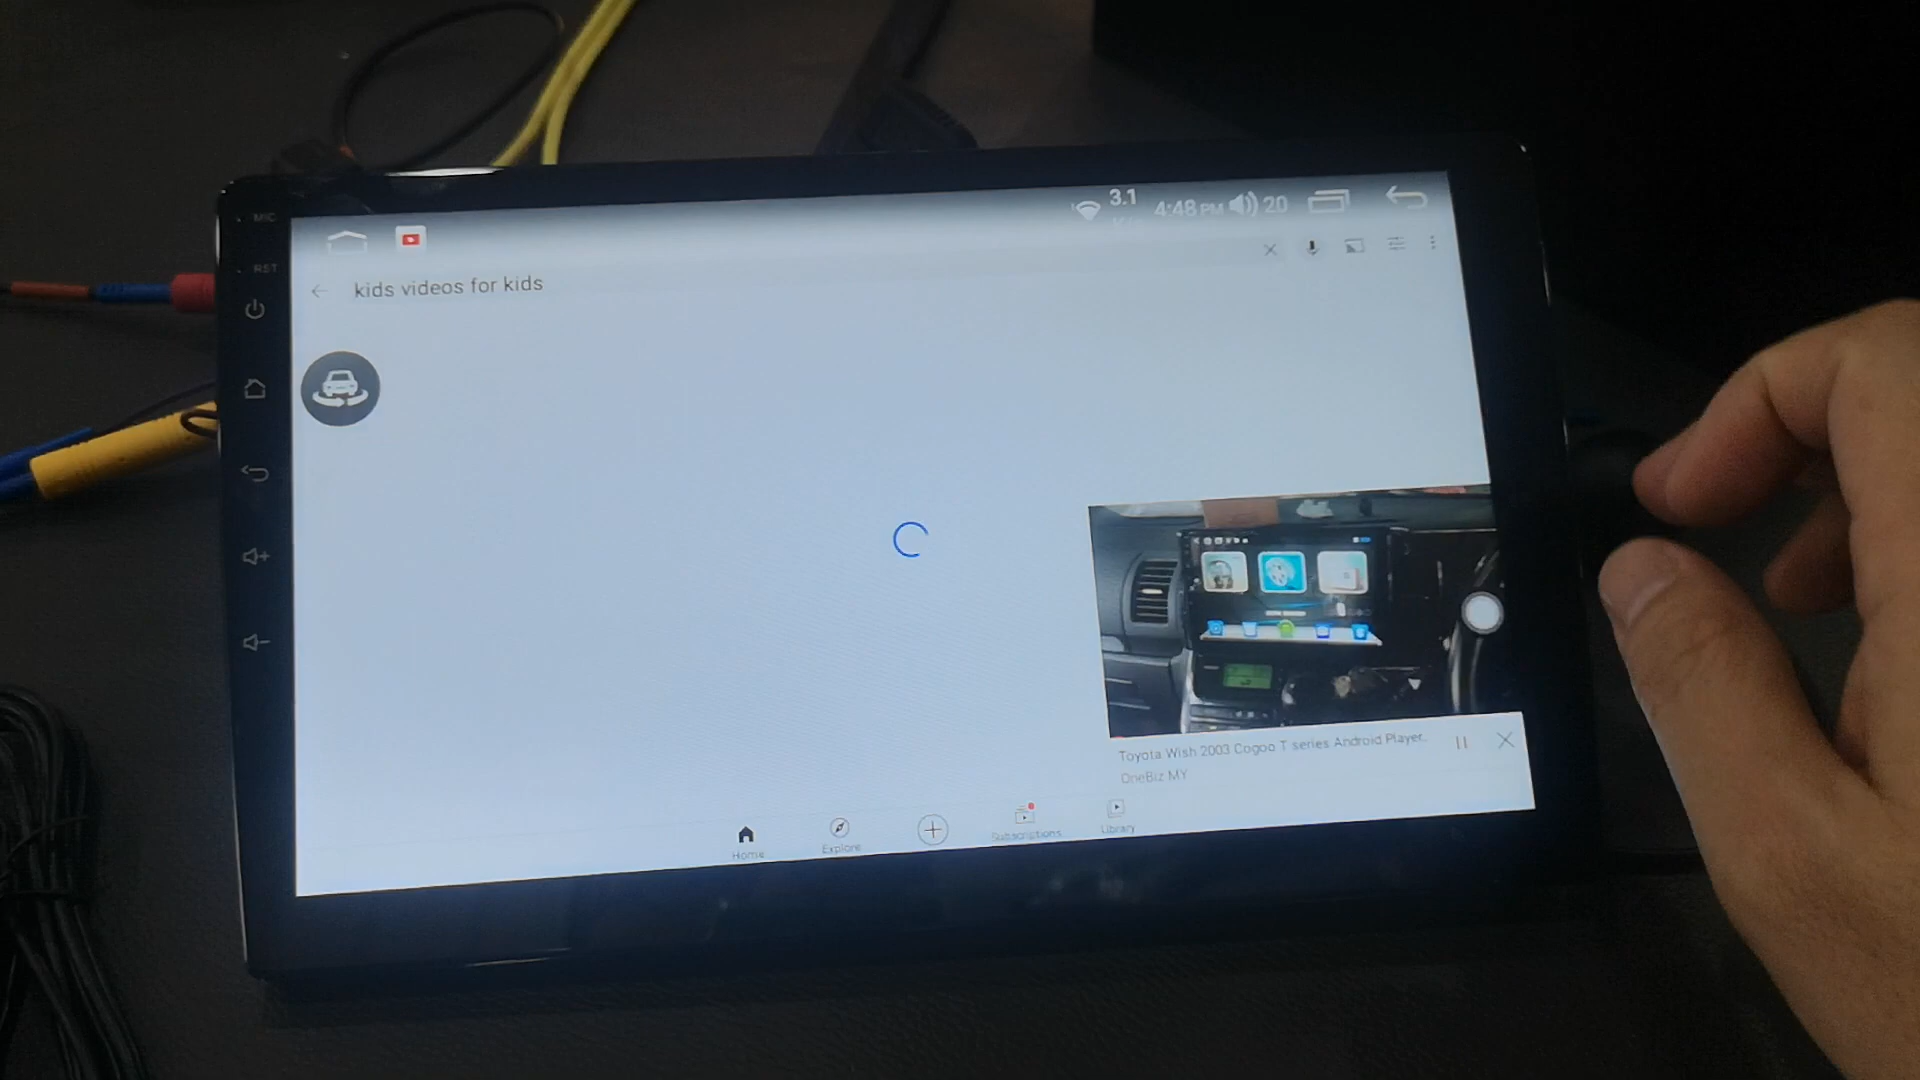 MIC
RST
3.1
4:48 PM
20
kids videos for kids
Toyota Wish 2003 Cogoo T series Android Player...
OneBiz MY
Home
Explore
Subscriptions
Library